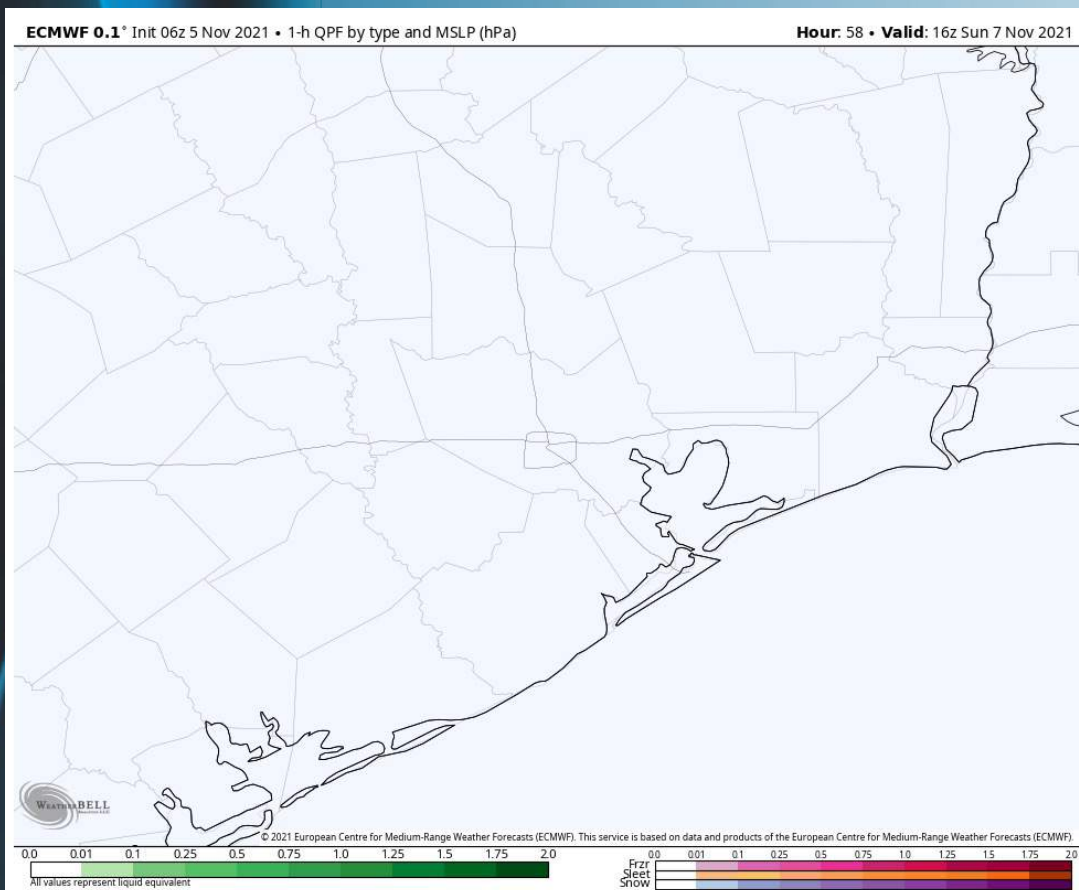 ECMWF 0.1° Init 06z 5 Nov 2021 • 1-h QPF by type and MSLP (hPa)
Hour: 58 • Valid: 16z Sun 7 Nov 2021
WEATHERBELL
© 2021 European Centre for Medium-Range Weather Forecasts (ECMWF). This service is based on data and products of the European Centre for Medium-Range Weather Forecasts (ECMWF).
0.0 0.01 0.1 0.25 0.5 0.75 1.0 1.25 1.5 1.75 2.0
All values represent liquid equivalent
0.0 0.01 0.1 0.25 0.5 0.75 1.0 1.25 1.5 1.75 2.0
Frzr
Sleet
Snow